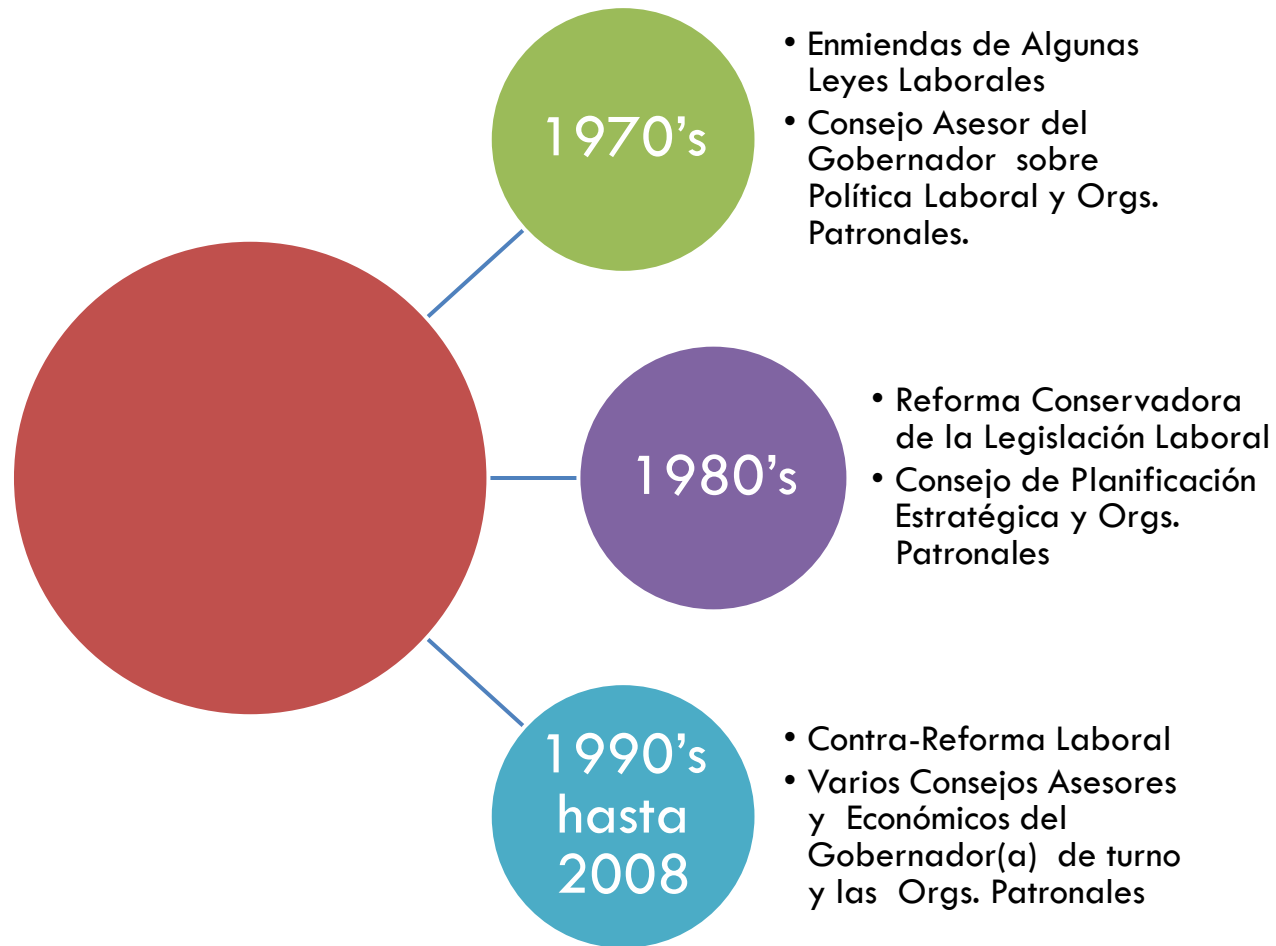 1970’s
• Enmiendas de Algunas
Leyes Laborales
• Consejo Asesor del
Gobernador sobre
Política Laboral y Orgs.
Patronales.
1980’s
• Reforma Conservadora
de la Legislación Laboral
• Consejo de Planificación
Estratégica y Orgs.
Patronales
1990’s
hasta
2008
• Contra-Reforma Laboral
• Varios Consejos Asesores
y Económicos del
Gobernador(a) de turno
y las Orgs. Patronales